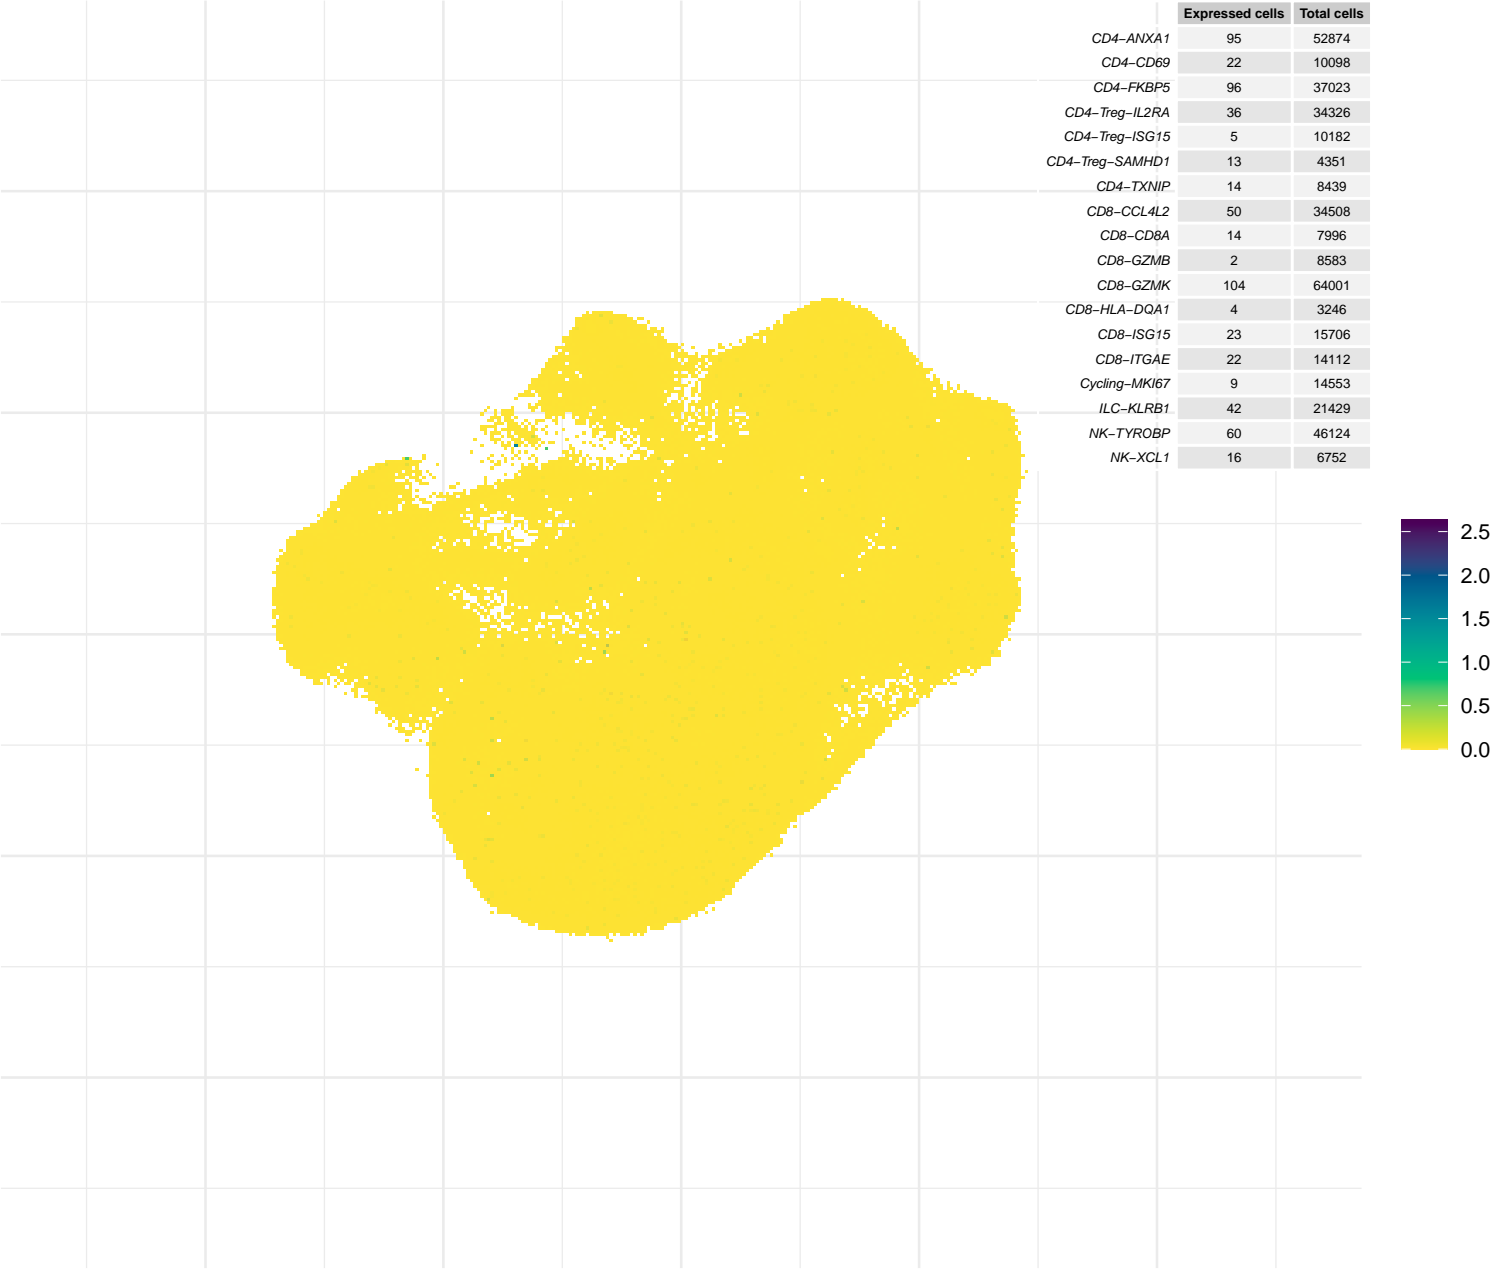 Expressed cells Total cells
CD4−ANXA1 95 52874
CD4−CD69 22 10098
CD4−FKBP5 96 37023
CD4−Treg−IL2RA 36 34326
CD4−Treg−ISG15 5 10182
CD4−Treg−SAMHD1 13 4351
CD4−TXNIP 14 8439
CD8−CCL4L2 50 34508
CD8−CD8A 14 7996
CD8−GZMB 2 8583
CD8−GZMK 104 64001
CD8−HLA−DQA1 4 3246
CD8−ISG15 23 15706
CD8−ITGAE 22 14112
Cycling−MKI67 9 14553
ILC−KLRB1 42 21429
NK−TYROBP 60 46124
NK−XCL1 16 6752
2.5
2.0
1.5
1.0
0.5
0.0